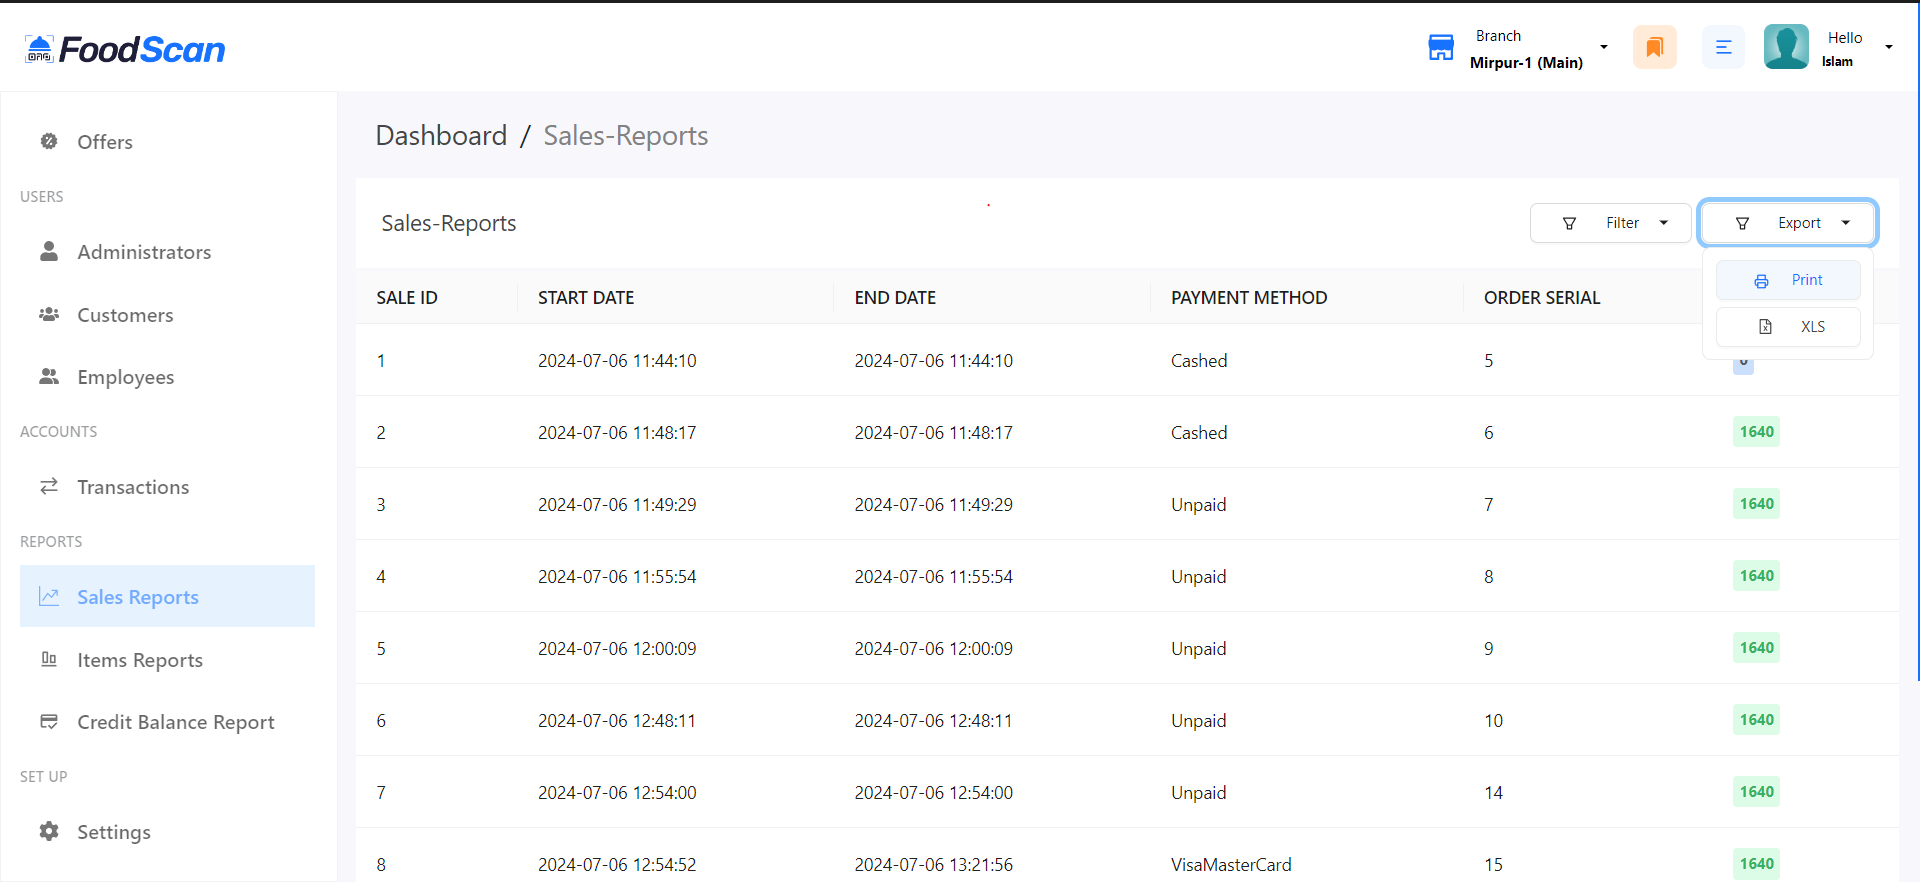 FoodScan
Branch
Mirpur-1 (Main)
Hello
Islam
Offers
USERS
Administrators
Customers
Employees
ACCOUNTS
Transactions
REPORTS
Sales Reports
Items Reports
Credit Balance Report
SET UP
Settings
Dashboard / Sales-Reports
Sales-Reports
Filter
Export
Print
XLS
SALE ID START DATE END DATE PAYMENT METHOD ORDER SERIAL
1 2024-07-06 11:44:10 2024-07-06 11:44:10 Cashed 5
2 2024-07-06 11:48:17 2024-07-06 11:48:17 Cashed 6 1640
3 2024-07-06 11:49:29 2024-07-06 11:49:29 Unpaid 7 1640
4 2024-07-06 11:55:54 2024-07-06 11:55:54 Unpaid 8 1640
5 2024-07-06 12:00:09 2024-07-06 12:00:09 Unpaid 9 1640
6 2024-07-06 12:48:11 2024-07-06 12:48:11 Unpaid 10 1640
7 2024-07-06 12:54:00 2024-07-06 12:54:00 Unpaid 14 1640
8 2024-07-06 12:54:52 2024-07-06 13:21:56 VisaMasterCard 15 1640